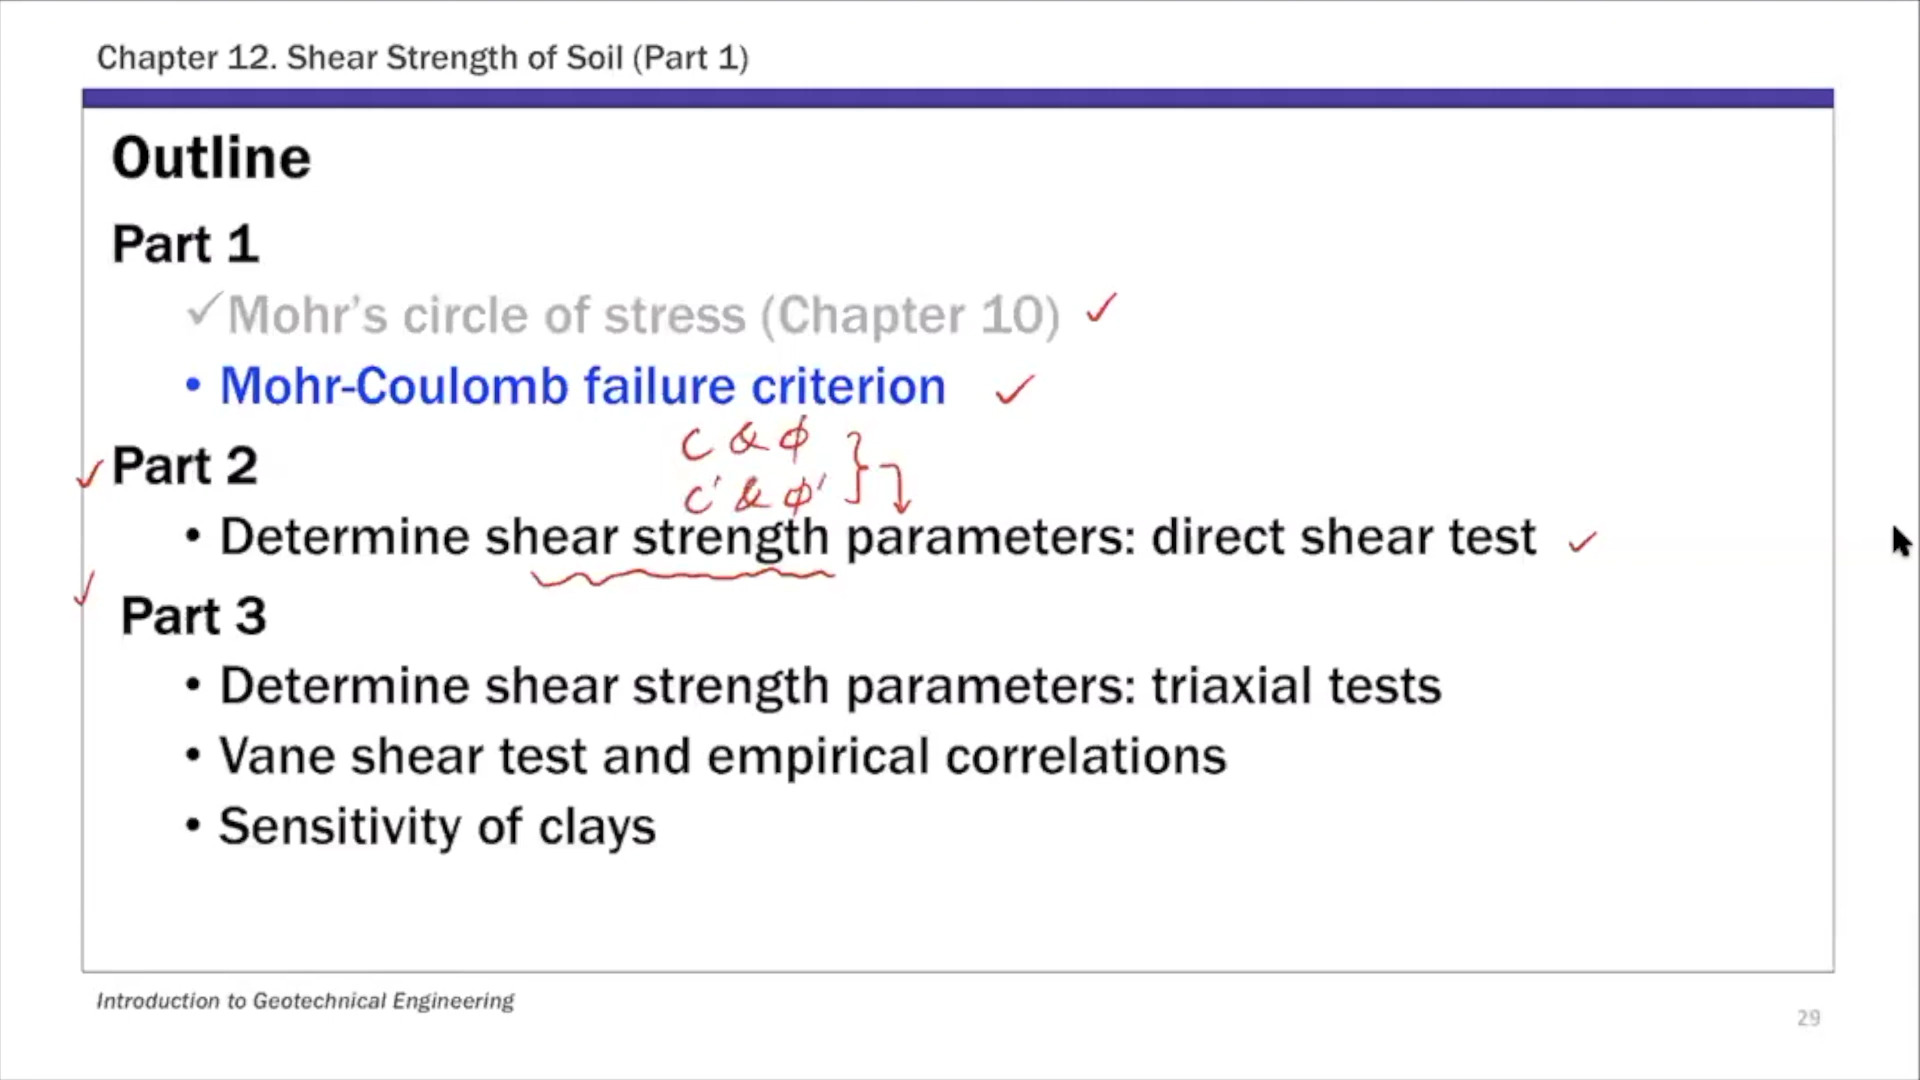 Chapter 12. Shear Strength of Soil (Part 1)
Outline
Part 1
✓Mohr’s circle of stress (Chapter 10) ✓
• Mohr-Coulomb failure criterion ✓
c & ϕ
✓Part 2
c' & ϕ'
• Determine shear strength parameters: direct shear test ✓
✓ Part 3
• Determine shear strength parameters: triaxial tests
• Vane shear test and empirical correlations
• Sensitivity of clays
Introduction to Geotechnical Engineering
29